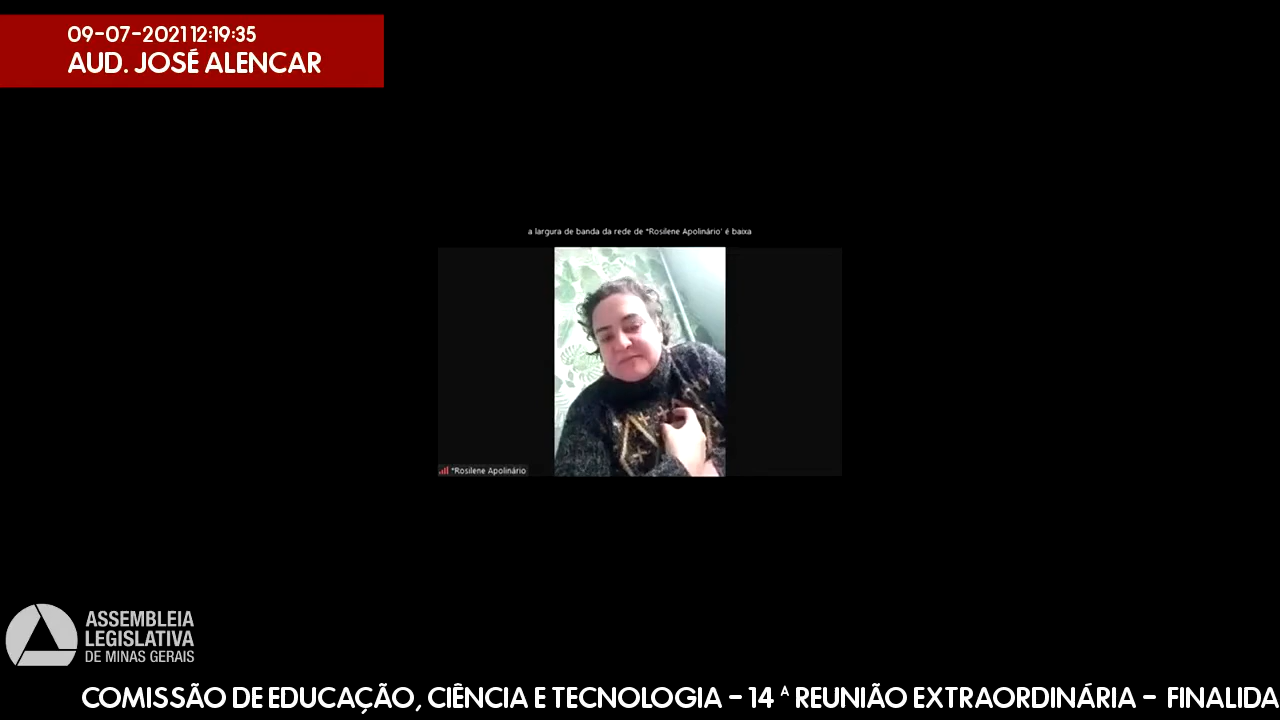 09-07-2021 12:19:35
AUD. JOSÉ ALENCAR
a largura de banda da rede de "Rosilene Apolinário' é baixa
*Rosilene Apolinário
ASSEMBLEIA
LEGISLATIVA
DE MINAS GERAIS
COMISSÃO DE EDUCAÇÃO, CIÊNCIA E TECNOLOGIA - 14 ª REUNIÃO EXTRAORDINÁRIA - FINALIDA